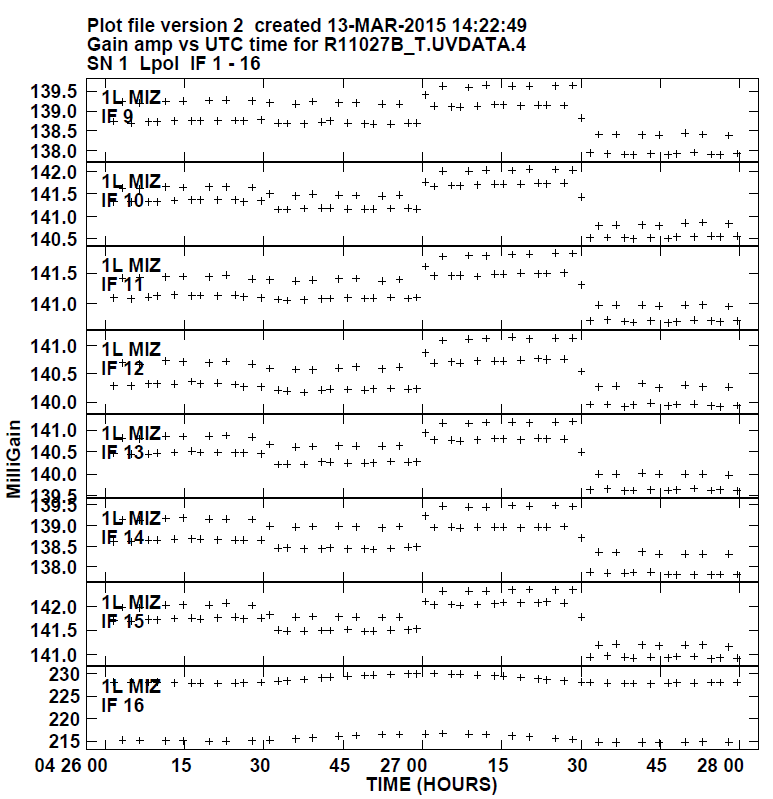 Plot file version 2 created 13-MAR-2015 14:22:49
Gain amp vs UTC time for R11027B_T.UVDATA.4
SN 1 Lpol IF 1 - 16
139.5
139.0
138.5
138.0
1L MIZ
IF 9
142.0
141.5
141.0
140.5
1L MIZ
IF 10
141.5
141.0
1L MIZ
IF 11
141.0
140.5
140.0
1L MIZ
IF 12
141.0
140.5
140.0
139.5
1L MIZ
IF 13
139.5
139.0
138.5
138.0
1L MIZ
IF 14
142.0
141.5
141.0
1L MIZ
IF 15
230
225
220
215
1L MIZ
IF 16
MilliGain
04 26 00 15 30 45 27 00 15 30 45 28 00
TIME (HOURS)